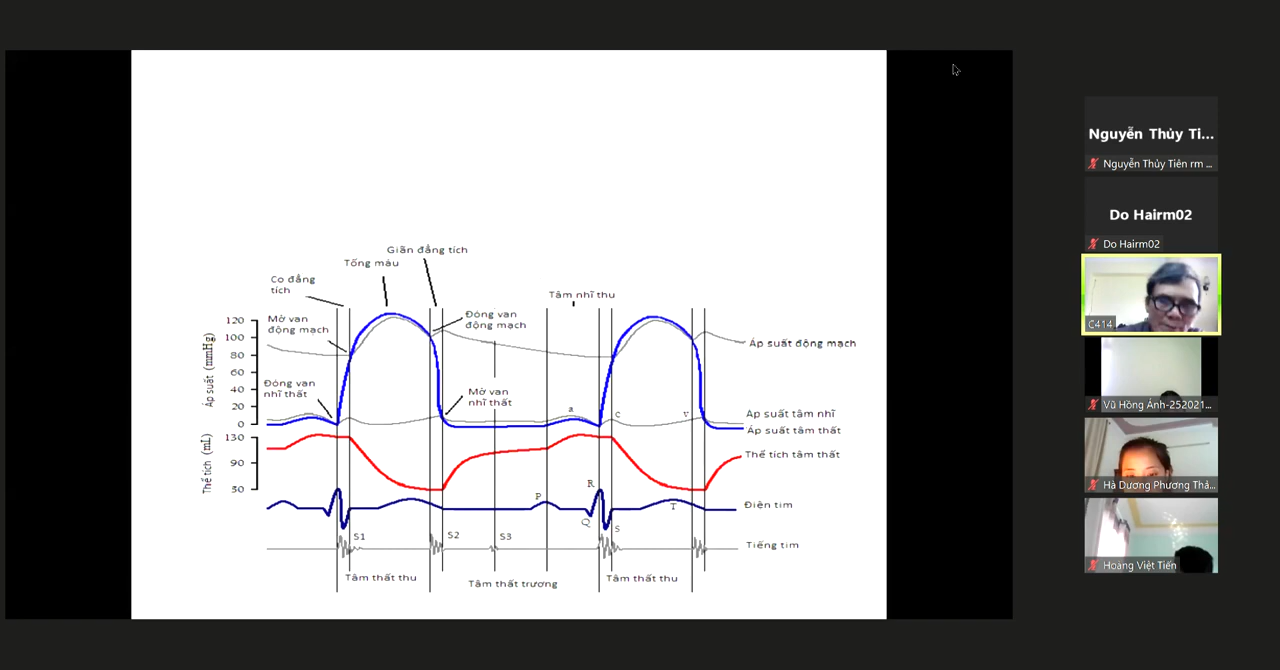 Giãn đẳng tích
Tống máu
Co đẳng
tích
Tâm nhĩ thu
Mở van
động mạch
Đóng van
động mạch
Đóng van
nhĩ thất
Mở van
nhĩ thất
Áp suất (mmHg)
120
100
80
60
40
20
0
a
c
v
Áp suất động mạch
Áp suất tâm nhĩ
Áp suất tâm thất
Thể tích (mL)
130
90
50
Thể tích tâm thất
P
R
Q
S
T
Điện tim
S1
S2
S3
Tiếng tim
Tâm thất thu
Tâm thất trương
Tâm thất thu
Nguyễn Thủy Ti...
Nguyễn Thủy Tiên rm ...
Do Hairm02
Do Hairm02
C414
Vũ Hồng Ánh-252021...
Hà Dương Phương Thả...
Hoàng Việt Tiến